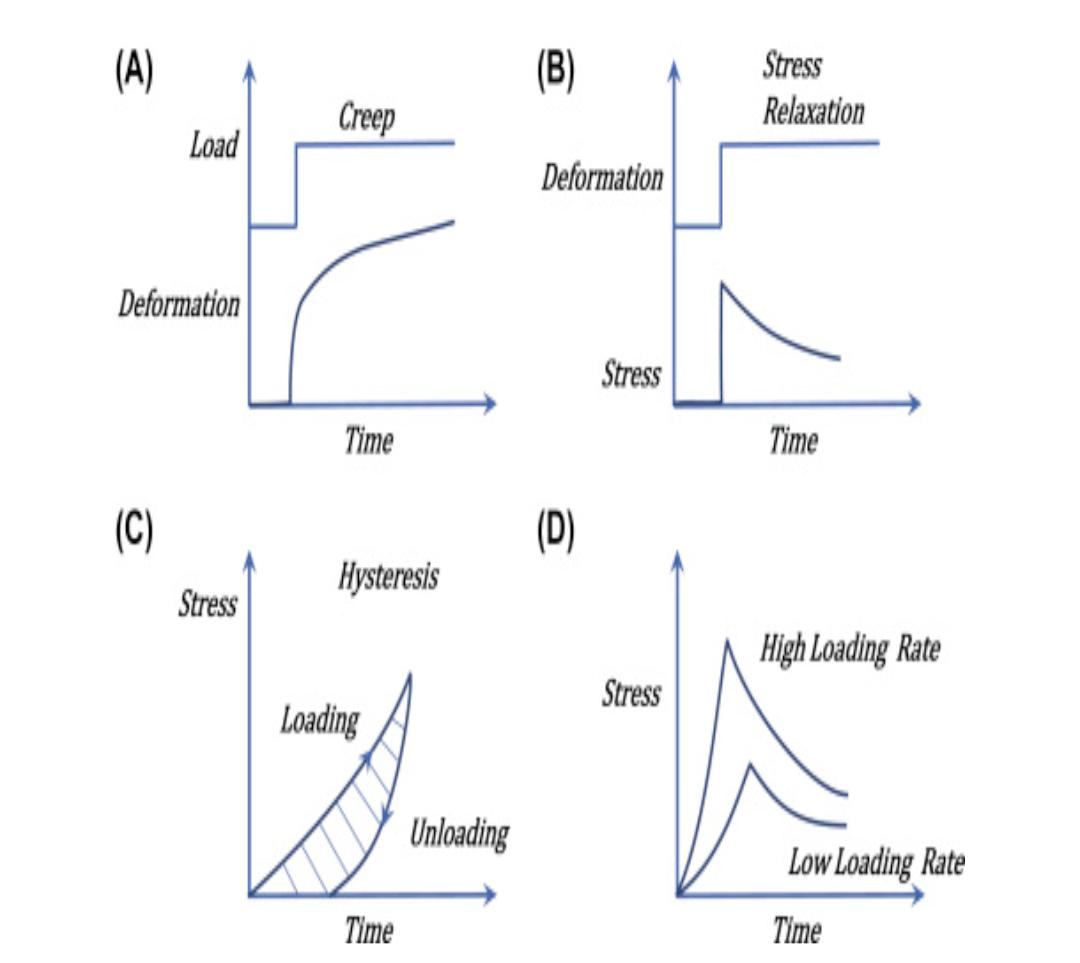 (A)
Load
Creep
Deformation
Time
(B)
Stress
Relaxation
Deformation
Stress
Time
(C)
Stress
Hysteresis
Loading
Unloading
Time
(D)
Stress
High Loading Rate
Low Loading Rate
Time